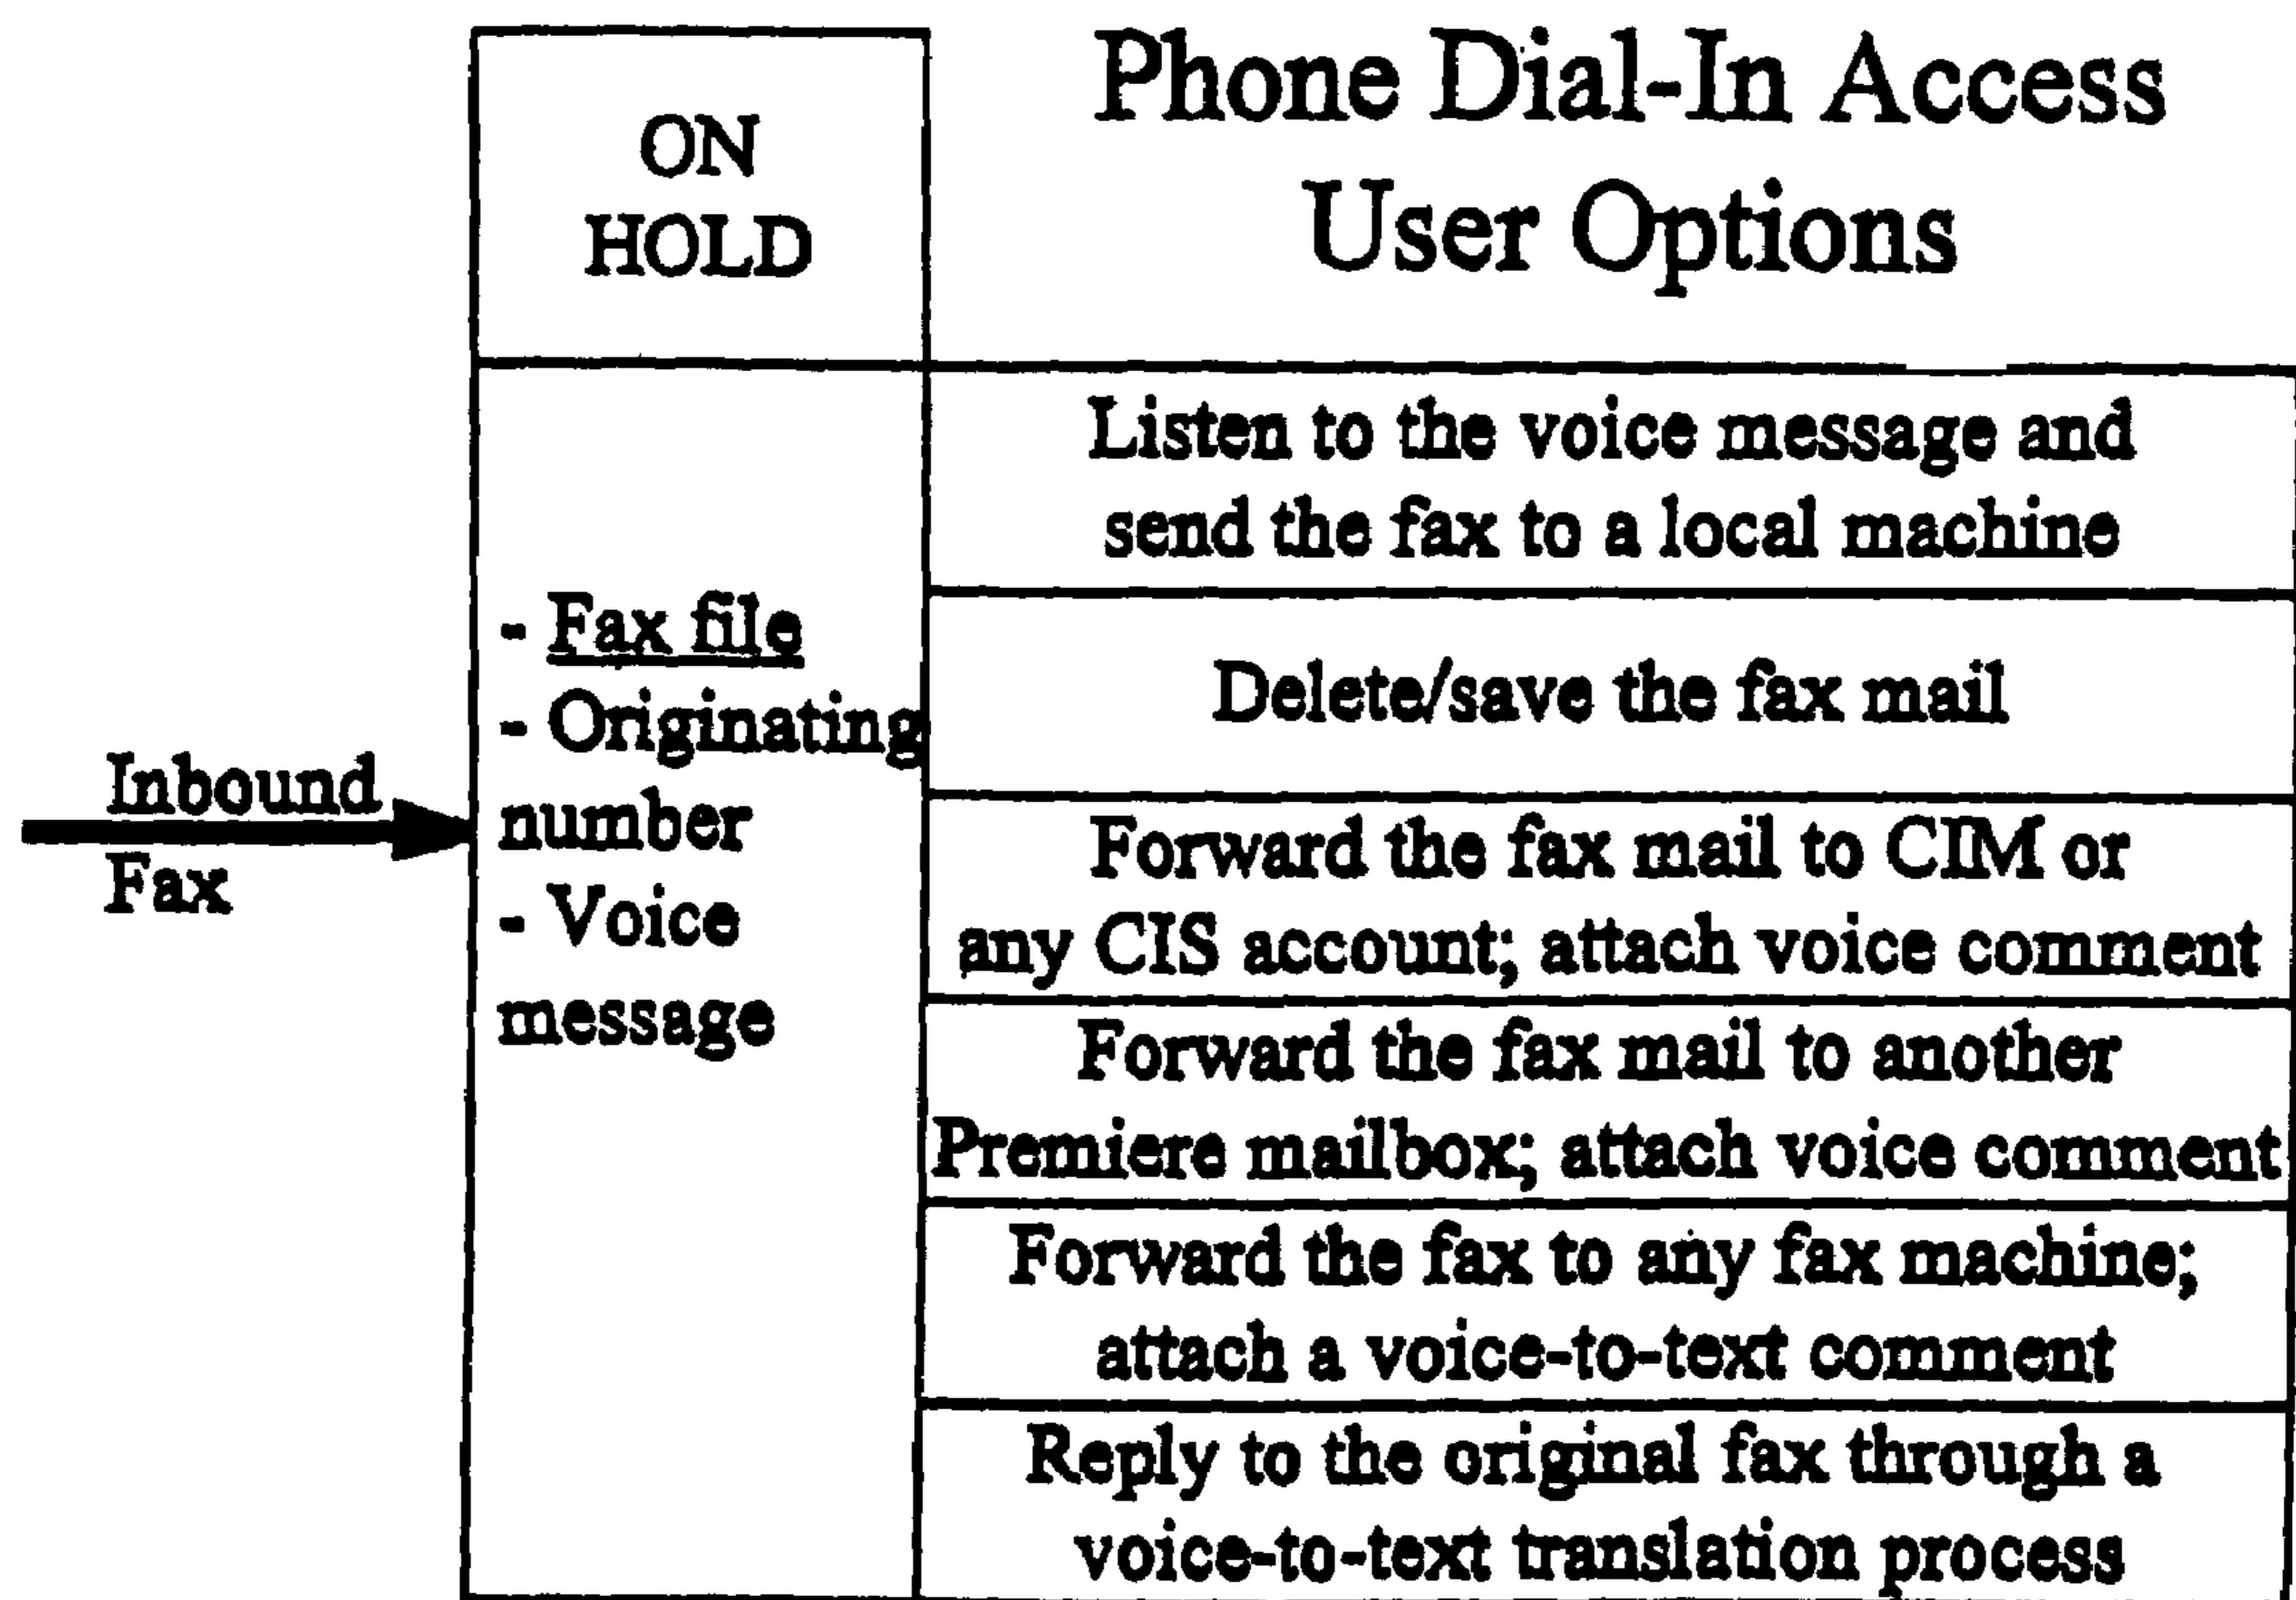 ON
HOLD
Phone Dial-In Access
User Options
Inbound
Fax
- Fax file
- Originating
number
- Voice
message
Listen to the voice message and
send the fax to a local machine
Delete/save the fax mail
Forward the fax mail to CIM or
any CIS account; attach voice comment
Forward the fax mail to another
Premiere mailbox; attach voice comment
Forward the fax to any fax machine;
attach a voice-to-text comment
Reply to the original fax through a
voice-to-text translation process